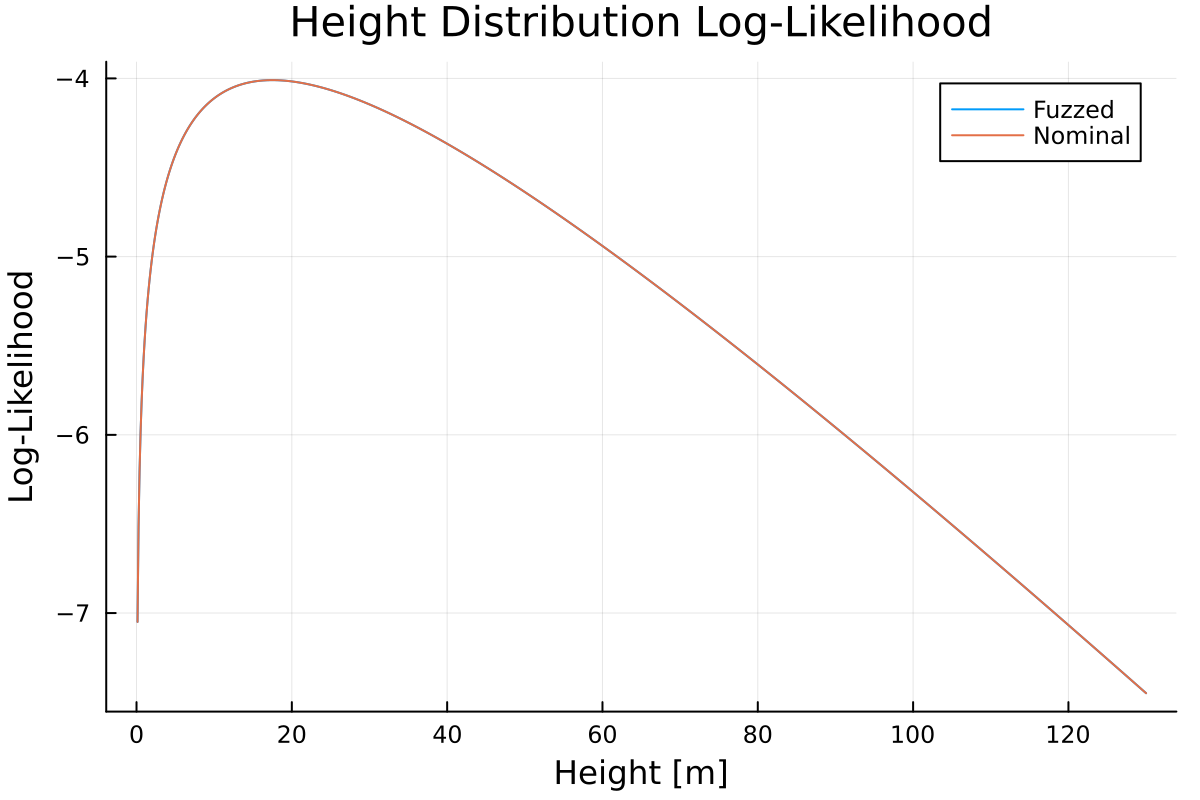 Height Distribution Log-Likelihood
Fuzzed
Nominal
Log-Likelihood
−4
−5
−6
−7
0 20 40 60 80 100 120
Height [m]